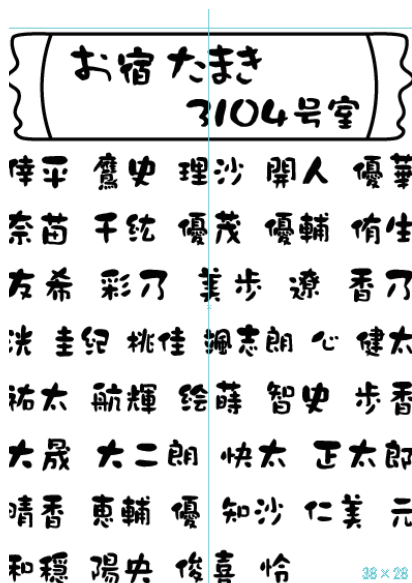 お宿 たまき
3104号室
倖平 鷹史 理沙 開人 優華
奈苗 千紘 優茂 優輔 侑生
友希 彩乃 美歩 遼 香乃
洸 圭紀 桃佳 颯志朗 心 健太
祐太 航輝 絵蒔 智史 歩香
大晟 大二朗 快太 正太郎
晴香 恵輔 優 知沙 仁美 元
和穏 陽央 俊喜 怜
38×28